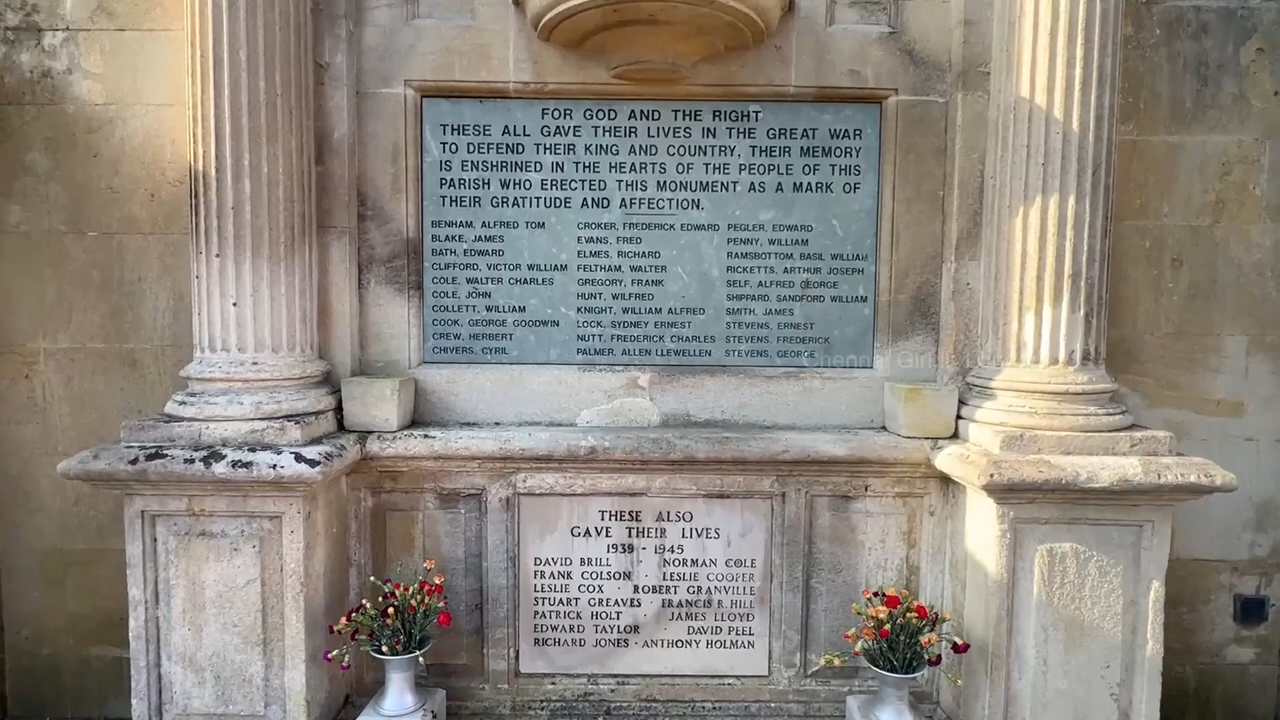 FOR GOD AND THE RIGHT
THESE ALL GAVE THEIR LIVES IN THE GREAT WAR
TO DEFEND THEIR KING AND COUNTRY, THEIR MEMORY
IS ENSHRINED IN THE HEARTS OF THE PEOPLE OF THIS
PARISH WHO ERECTED THIS MONUMENT AS A MARK OF
THEIR GRATITUDE AND AFFECTION.
BENHAM, ALFRED TOM
BLAKE, JAMES
BATH, EDWARD
CLIFFORD, VICTOR WILLIAM
COLE, WALTER CHARLES
COLE, JOHN
COLLETT, WILLIAM
COOK, GEORGE GOODWIN
CREW, HERBERT
CHIVERS, CYRIL
CROKER, FREDERICK EDWARD
EVANS, FRED
ELMES, RICHARD
FELTHAM, WALTER
GREGORY, FRANK
HUNT, WILFRED
KNIGHT, WILLIAM ALFRED
LOCK, SYDNEY ERNEST
NUTT, FREDERICK CHARLES
PALMER, ALLEN LLEWELLEN
PEGLER, EDWARD
PENNY, WILLIAM
RAMSBOTTOM, BASIL WILLIAM
RICKETTS, ARTHUR JOSEPH
SELF, ALFRED GEORGE
SHIPPARD, SANDFORD WILLIAM
SMITH, JAMES
STEVENS, ERNEST
STEVENS, FREDERICK
STEVENS, GEORGE
Chennai Girl
THESE ALSO
GAVE THEIR LIVES
1939 - 1945
DAVID BRILL · NORMAN COLE
FRANK COLSON · LESLIE COOPER
LESLIE COX · ROBERT GRANVILLE
STUART GREAVES · FRANCIS R. HILL
PATRICK HOLT · JAMES LLOYD
EDWARD TAYLOR · DAVID PEEL
RICHARD JONES · ANTHONY HOLMAN